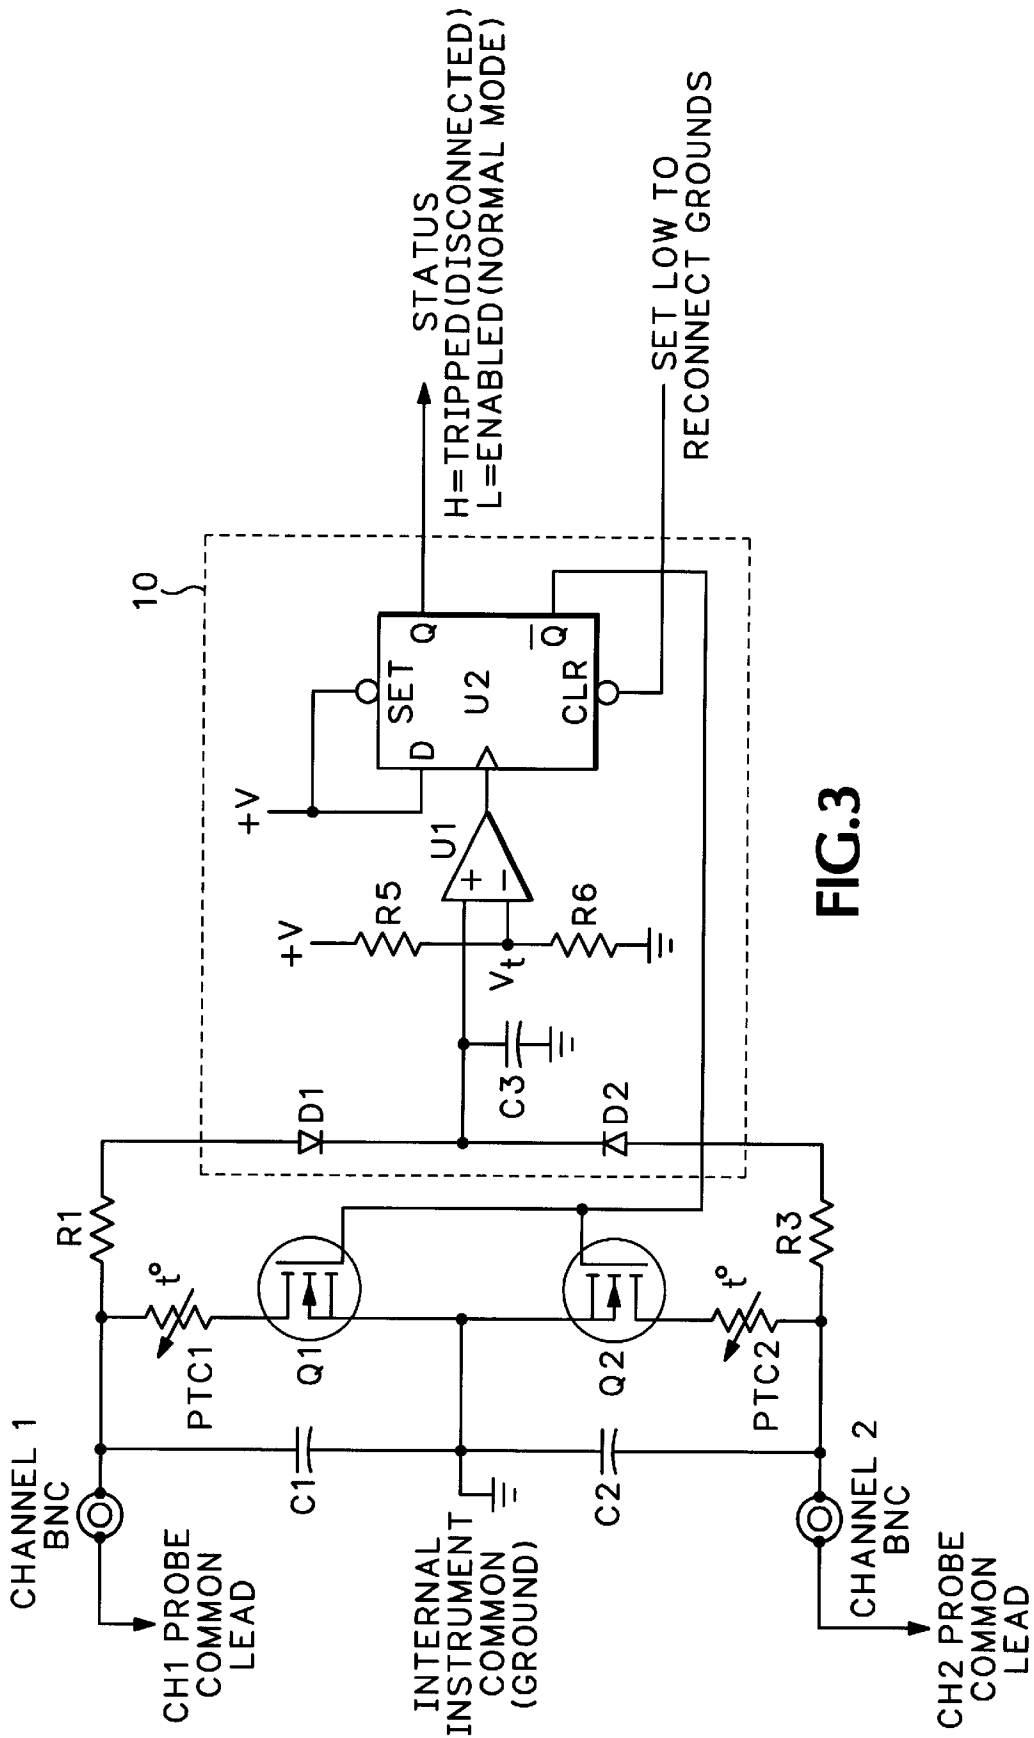 CHANNEL 1
BNC
CH1 PROBE
COMMON
LEAD
R1
PTC1
t°
Q1
C1
INTERNAL
INSTRUMENT
COMMON
(GROUND)
C2
Q2
PTC2
t°
R3
CHANNEL 2
BNC
CH2 PROBE
COMMON
LEAD
10
D1
D2
C3
+V
R5
Vt
R6
U1
+
−
+V
D
SET
Q
U2
CLR
Q̅
STATUS
H=TRIPPED(DISCONNECTED)
L=ENABLED(NORMAL MODE)
SET LOW TO
RECONNECT GROUNDS
FIG.3